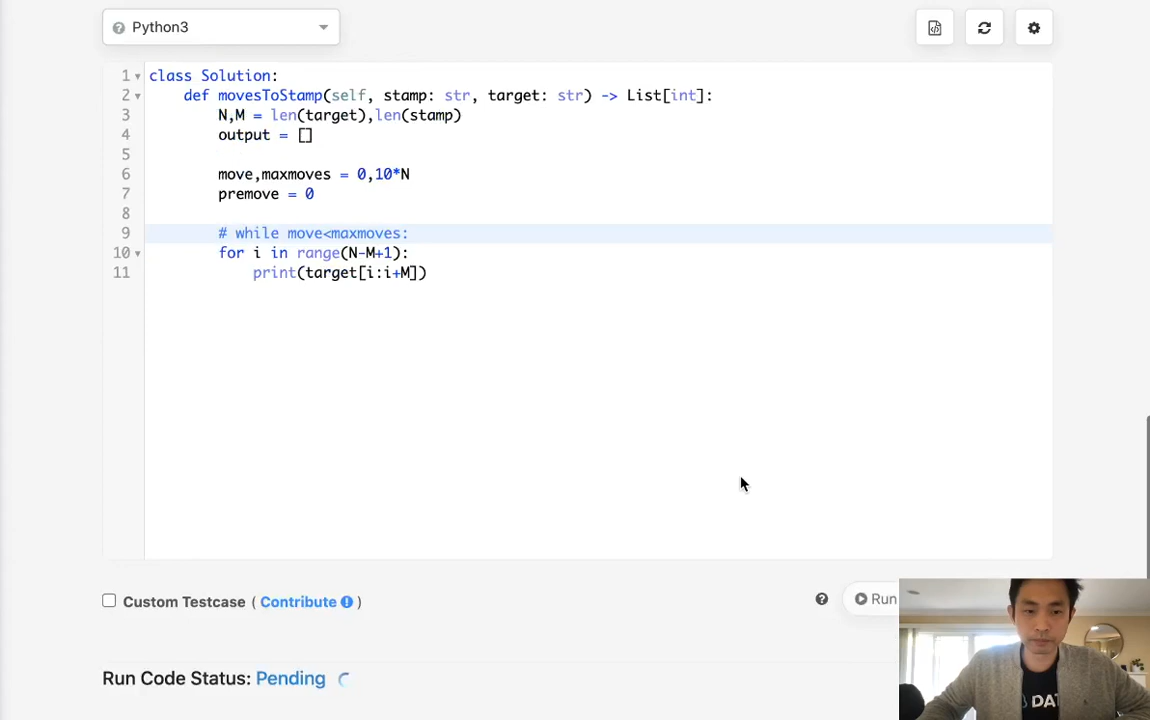 Python3
1 class Solution:
2 def movesToStamp(self, stamp: str, target: str) -> List[int]:
3 N,M = len(target),len(stamp)
4 output = []
5
6 move,maxmoves = 0,10*N
7 premove = 0
8
9 # while move<maxmoves:
10 for i in range(N-M+1):
11 print(target[i:i+M])
Custom Testcase ( Contribute )
Run
Run Code Status: Pending
DAT